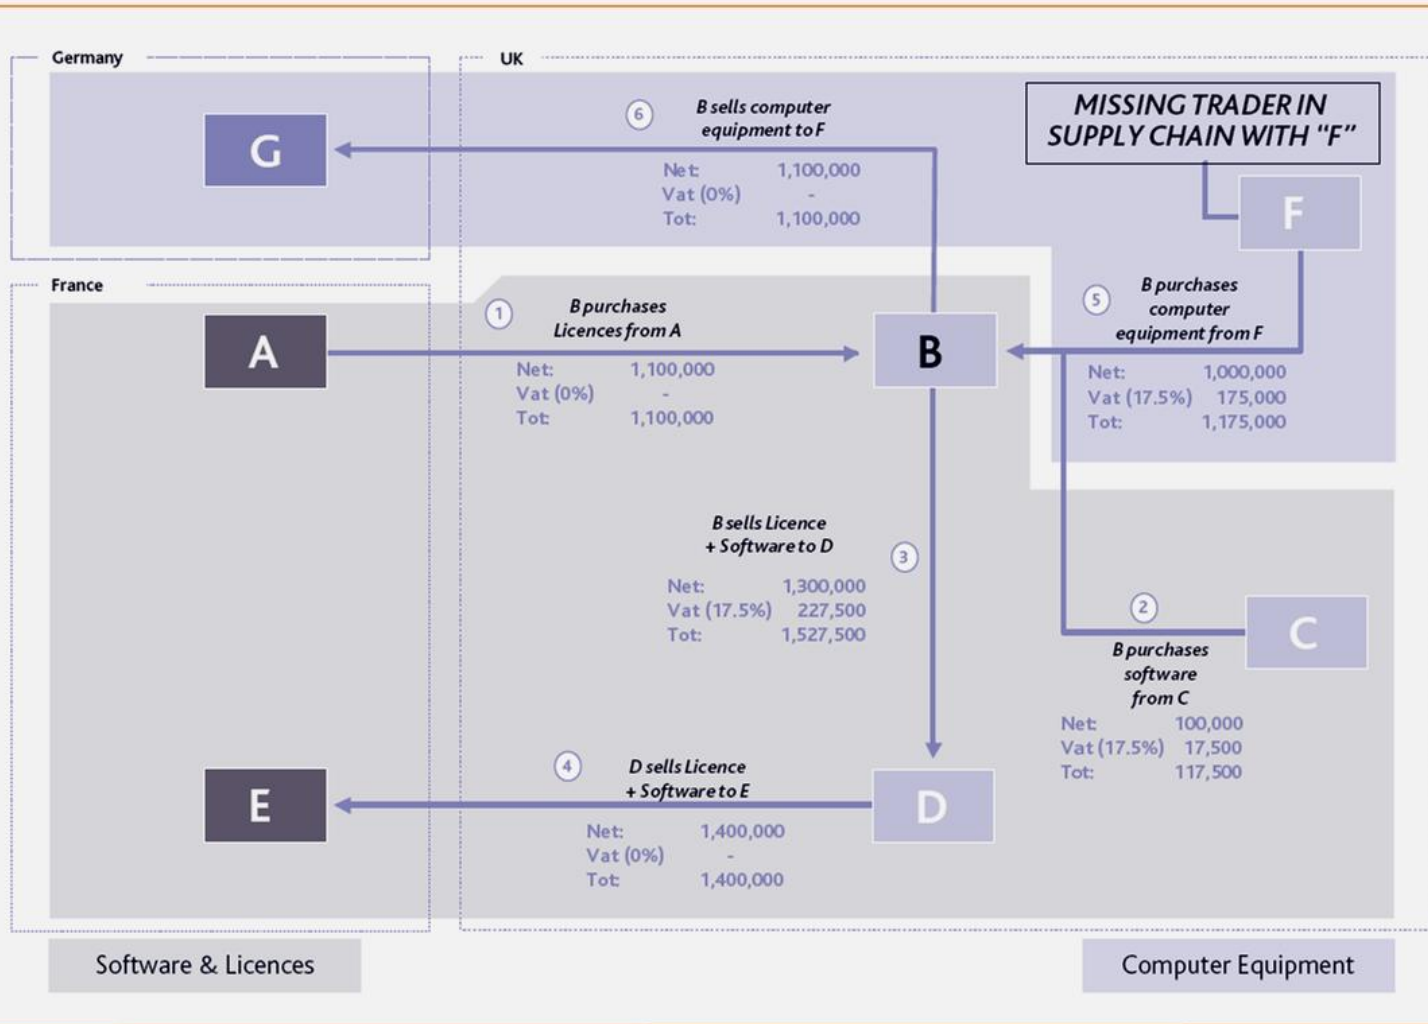 Germany
UK
G
6
B sells computer
equipment to F
Net: 1,100,000
Vat (0%) -
Tot: 1,100,000
MISSING TRADER IN
SUPPLY CHAIN WITH “F”
F
France
A
1
B purchases
Licences from A
Net: 1,100,000
Vat (0%) -
Tot: 1,100,000
B
5
B purchases
computer
equipment from F
Net: 1,000,000
Vat (17.5%) 175,000
Tot: 1,175,000
B sells Licence
+ Software to D
3
Net: 1,300,000
Vat (17.5%) 227,500
Tot: 1,527,500
2
C
B purchases
software
from C
Net: 100,000
Vat (17.5%) 17,500
Tot: 117,500
E
4
D sells Licence
+ Software to E
Net: 1,400,000
Vat (0%) -
Tot: 1,400,000
D
Software & Licences
Computer Equipment